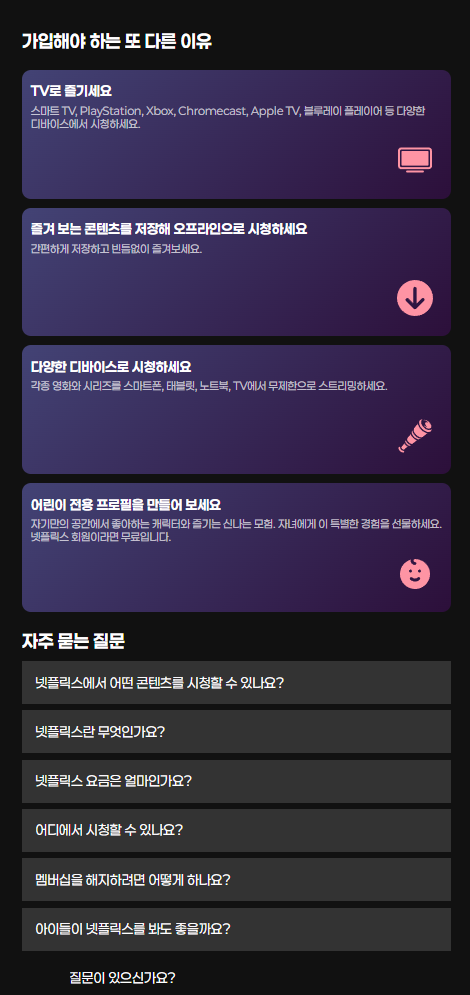 가입해야 하는 또 다른 이유
TV로 즐기세요
스마트 TV, PlayStation, Xbox, Chromecast, Apple TV, 블루레이 플레이어 등 다양한
디바이스에서 시청하세요.
즐겨 보는 콘텐츠를 저장해 오프라인으로 시청하세요
간편하게 저장하고 빈틈없이 즐겨보세요.
다양한 디바이스로 시청하세요
각종 영화와 시리즈를 스마트폰, 태블릿, 노트북, TV에서 무제한으로 스트리밍하세요.
어린이 전용 프로필을 만들어 보세요
자기만의 공간에서 좋아하는 캐릭터와 즐기는 신나는 모험. 자녀에게 이 특별한 경험을 선물하세요.
넷플릭스 회원이라면 무료입니다.
자주 묻는 질문
넷플릭스에서 어떤 콘텐츠를 시청할 수 있나요?
넷플릭스란 무엇인가요?
넷플릭스 요금은 얼마인가요?
어디에서 시청할 수 있나요?
멤버십을 해지하려면 어떻게 하나요?
아이들이 넷플릭스를 봐도 좋을까요?
질문이 있으신가요?